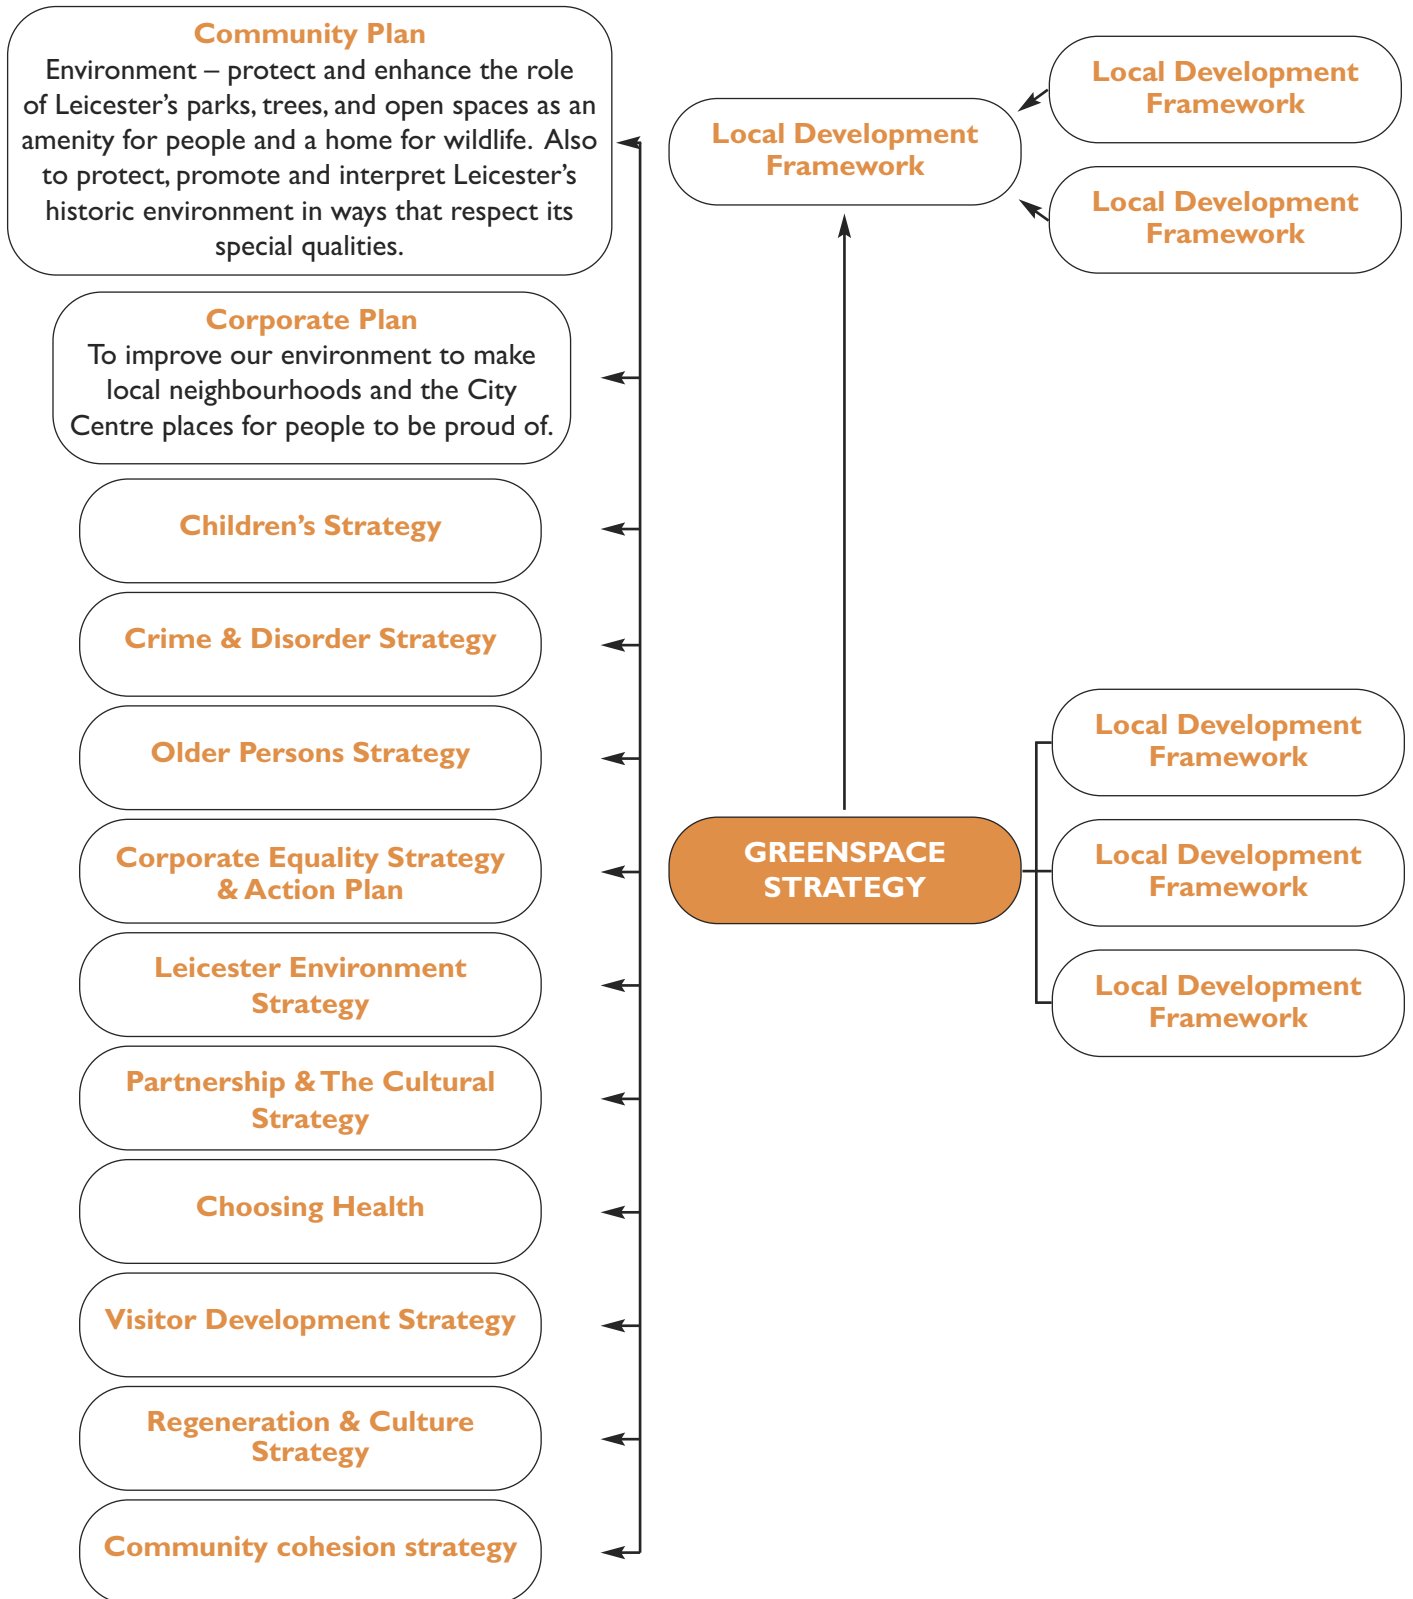 Community Plan
Environment – protect and enhance the role
of Leicester’s parks, trees, and open spaces as an
amenity for people and a home for wildlife. Also
to protect, promote and interpret Leicester’s
historic environment in ways that respect its
special qualities.
Corporate Plan
To improve our environment to make
local neighbourhoods and the City
Centre places for people to be proud of.
Children’s Strategy
Crime & Disorder Strategy
Older Persons Strategy
Corporate Equality Strategy
& Action Plan
Leicester Environment
Strategy
Partnership & The Cultural
Strategy
Choosing Health
Visitor Development Strategy
Regeneration & Culture
Strategy
Community cohesion strategy
Local Development
Framework
Local Development
Framework
Local Development
Framework
GREENSPACE
STRATEGY
Local Development
Framework
Local Development
Framework
Local Development
Framework